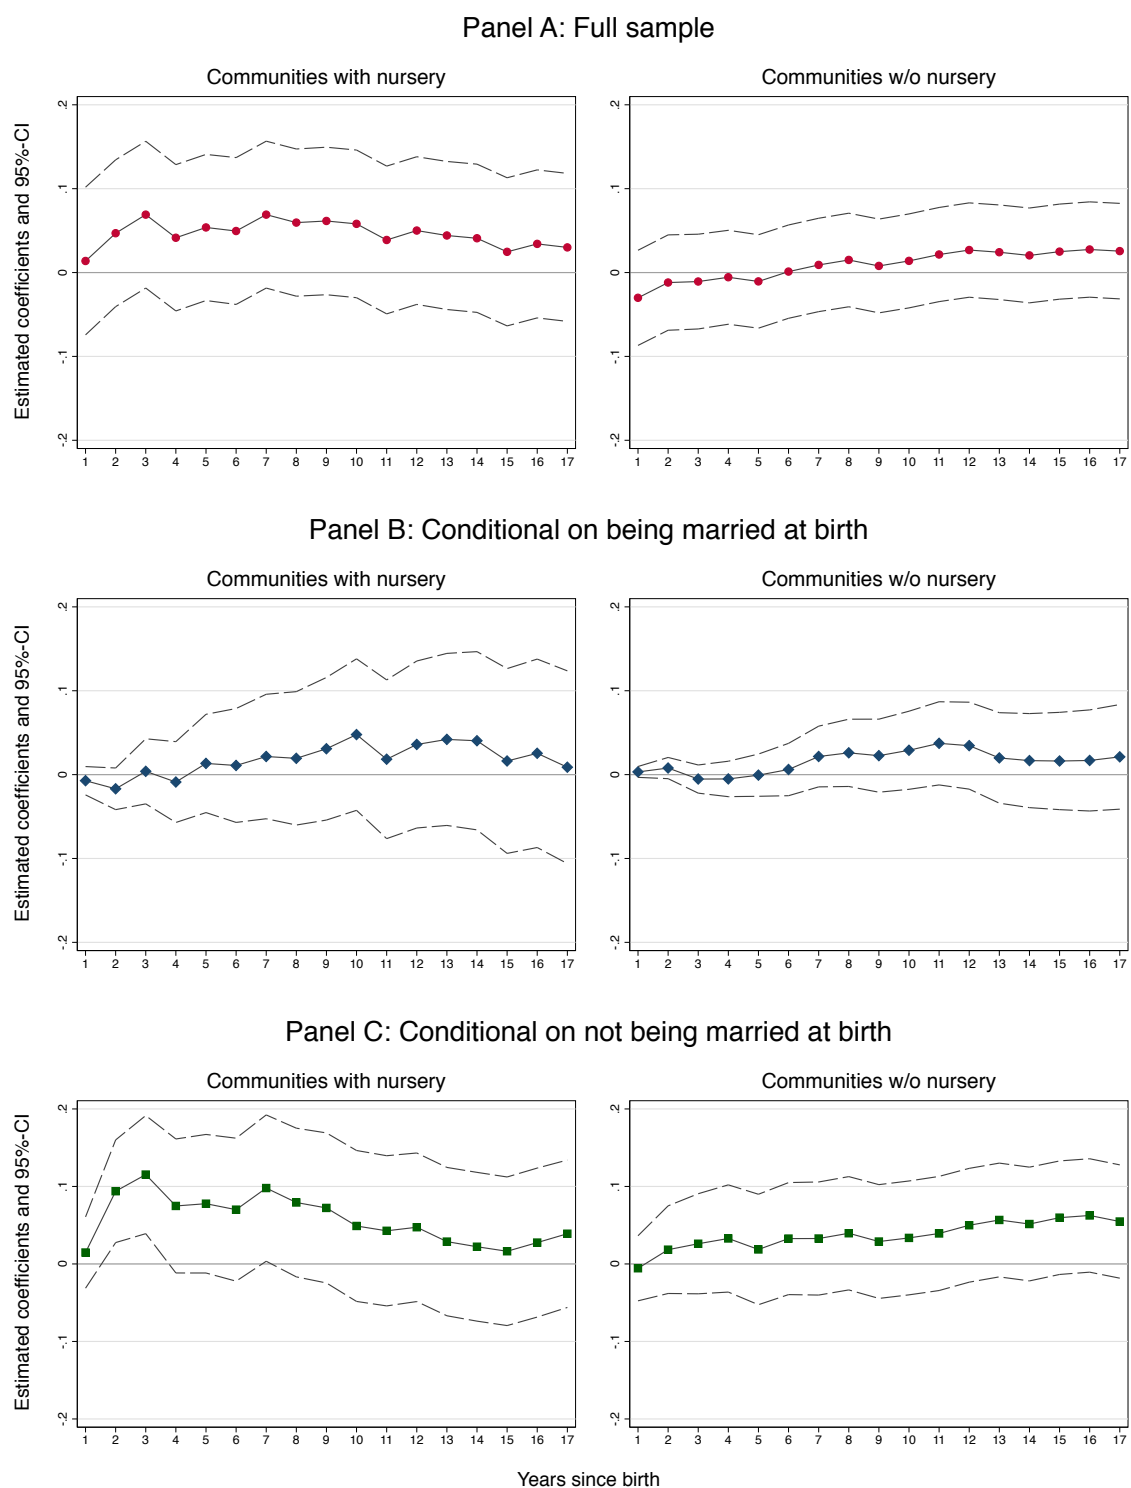 Panel A: Full sample
Communities with nursery
Communities w/o nursery
Estimated coefficients and 95%-CI
.2
.1
0
-.1
-.2
.2
.1
0
-.1
-.2
1 2 3 4 5 6 7 8 9 10 11 12 13 14 15 16 17
1 2 3 4 5 6 7 8 9 10 11 12 13 14 15 16 17
Panel B: Conditional on being married at birth
Communities with nursery
Communities w/o nursery
Estimated coefficients and 95%-CI
.2
.1
0
-.1
-.2
.2
.1
0
-.1
-.2
1 2 3 4 5 6 7 8 9 10 11 12 13 14 15 16 17
1 2 3 4 5 6 7 8 9 10 11 12 13 14 15 16 17
Panel C: Conditional on not being married at birth
Communities with nursery
Communities w/o nursery
Estimated coefficients and 95%-CI
.2
.1
0
-.1
-.2
.2
.1
0
-.1
-.2
1 2 3 4 5 6 7 8 9 10 11 12 13 14 15 16 17
1 2 3 4 5 6 7 8 9 10 11 12 13 14 15 16 17
Years since birth